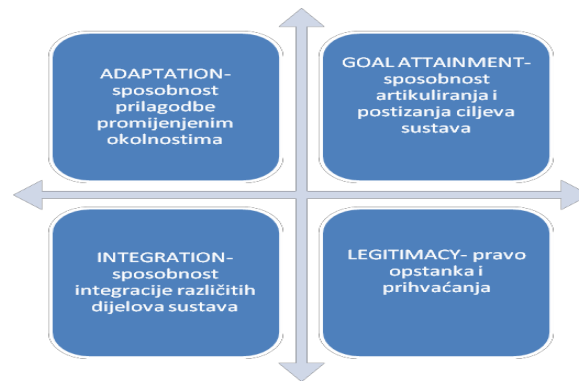 ADAPTATION-
sposobnost
prilagodbe
promijenjenim
okolnostima
GOAL ATTAINMENT-
sposobnost
artikuliranja i
postizanja ciljeva
sustava
INTEGRATION-
sposobnost
integracije različitih
dijelova sustava
LEGITIMACY- pravo
opstanka i
prihvaćanja